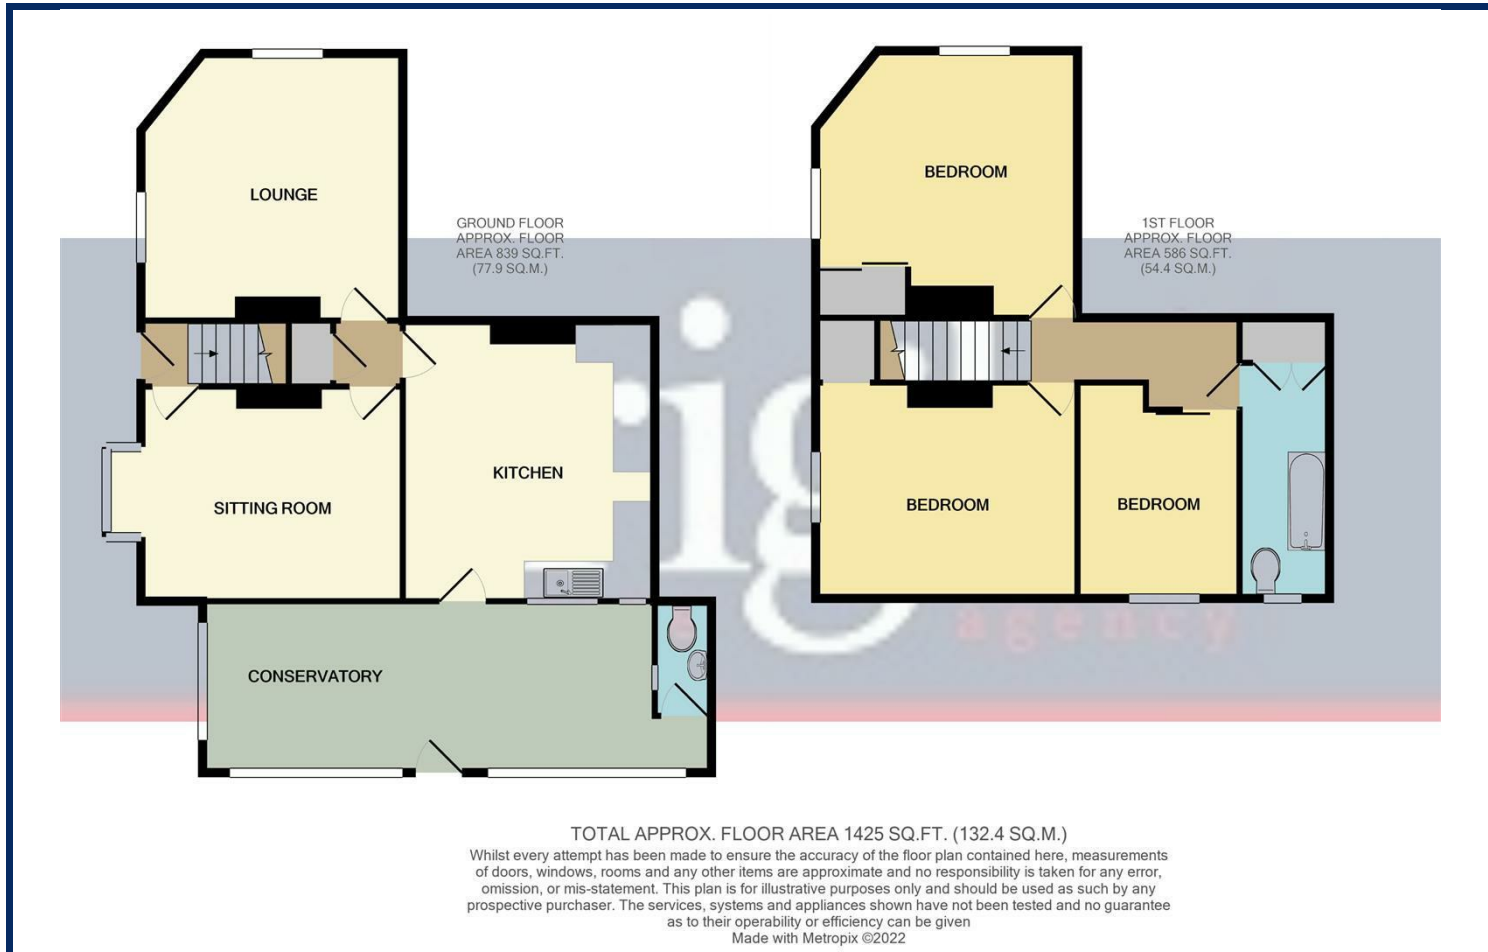 LOUNGE
GROUND FLOOR
APPROX. FLOOR
AREA 839 SQ.FT.
(77.9 SQ.M.)
SITTING ROOM
KITCHEN
CONSERVATORY
BEDROOM
1ST FLOOR
APPROX. FLOOR
AREA 586 SQ.FT.
(54.4 SQ.M.)
BEDROOM
BEDROOM
agency
TOTAL APPROX. FLOOR AREA 1425 SQ.FT. (132.4 SQ.M.)
Whilst every attempt has been made to ensure the accuracy of the floor plan contained here, measurements
of doors, windows, rooms and any other items are approximate and no responsibility is taken for any error,
omission, or mis-statement. This plan is for illustrative purposes only and should be used as such by any
prospective purchaser. The services, systems and appliances shown have not been tested and no guarantee
as to their operability or efficiency can be given
Made with Metropix ©2022